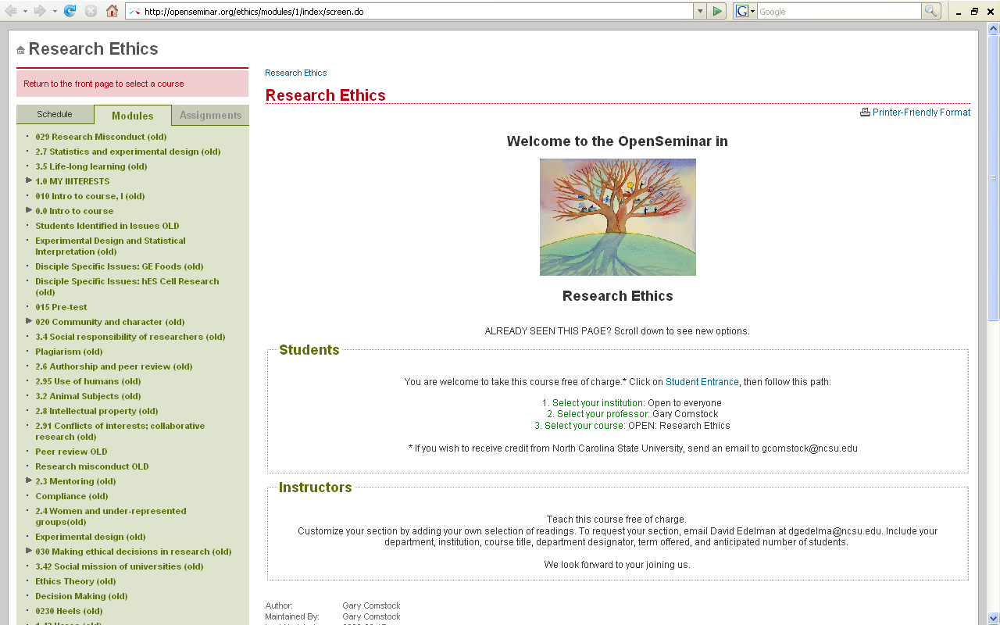 http://openseminar.org/ethics/modules/1/index/screen.do
G
Google
Research Ethics
Return to the front page to select a course
Schedule
Modules
Assignments
029 Research Misconduct (old)
2.7 Statistics and experimental design (old)
3.5 Life-long learning (old)
1.0 MY INTERESTS
010 Intro to course, I (old)
0.0 Intro to course
Students Identified in Issues OLD
Experimental Design and Statistical
Interpretation (old)
Disciple Specific Issues: GE Foods (old)
Disciple Specific Issues: hES Cell Research
(old)
015 Pre-test
020 Community and character (old)
3.4 Social responsibility of researchers (old)
Plagiarism (old)
2.6 Authorship and peer review (old)
2.95 Use of humans (old)
3.2 Animal Subjects (old)
2.8 Intellectual property (old)
2.91 Conflicts of interests; collaborative
research (old)
Peer review OLD
Research misconduct OLD
2.3 Mentoring (old)
Compliance (old)
2.4 Women and under-represented
groups(old)
Experimental design (old)
030 Making ethical decisions in research (old)
3.42 Social mission of universities (old)
Ethics Theory (old)
Decision Making (old)
0230 Heels (old)
Research Ethics
Research Ethics
Printer-Friendly Format
Welcome to the OpenSeminar in
Research Ethics
ALREADY SEEN THIS PAGE? Scroll down to see new options.
Students
You are welcome to take this course free of charge.* Click on Student Entrance, then follow this path:
1. Select your institution: Open to everyone
2. Select your professor: Gary Comstock
3. Select your course: OPEN: Research Ethics
* If you wish to receive credit from North Carolina State University, send an email to gcomstock@ncsu.edu
Instructors
Teach this course free of charge.
Customize your section by adding your own selection of readings. To request your section, email David Edelman at dgedelma@ncsu.edu. Include your
department, institution, course title, department designator, term offered, and anticipated number of students.
We look forward to your joining us.
Author: Gary Comstock
Maintained By: Gary Comstock